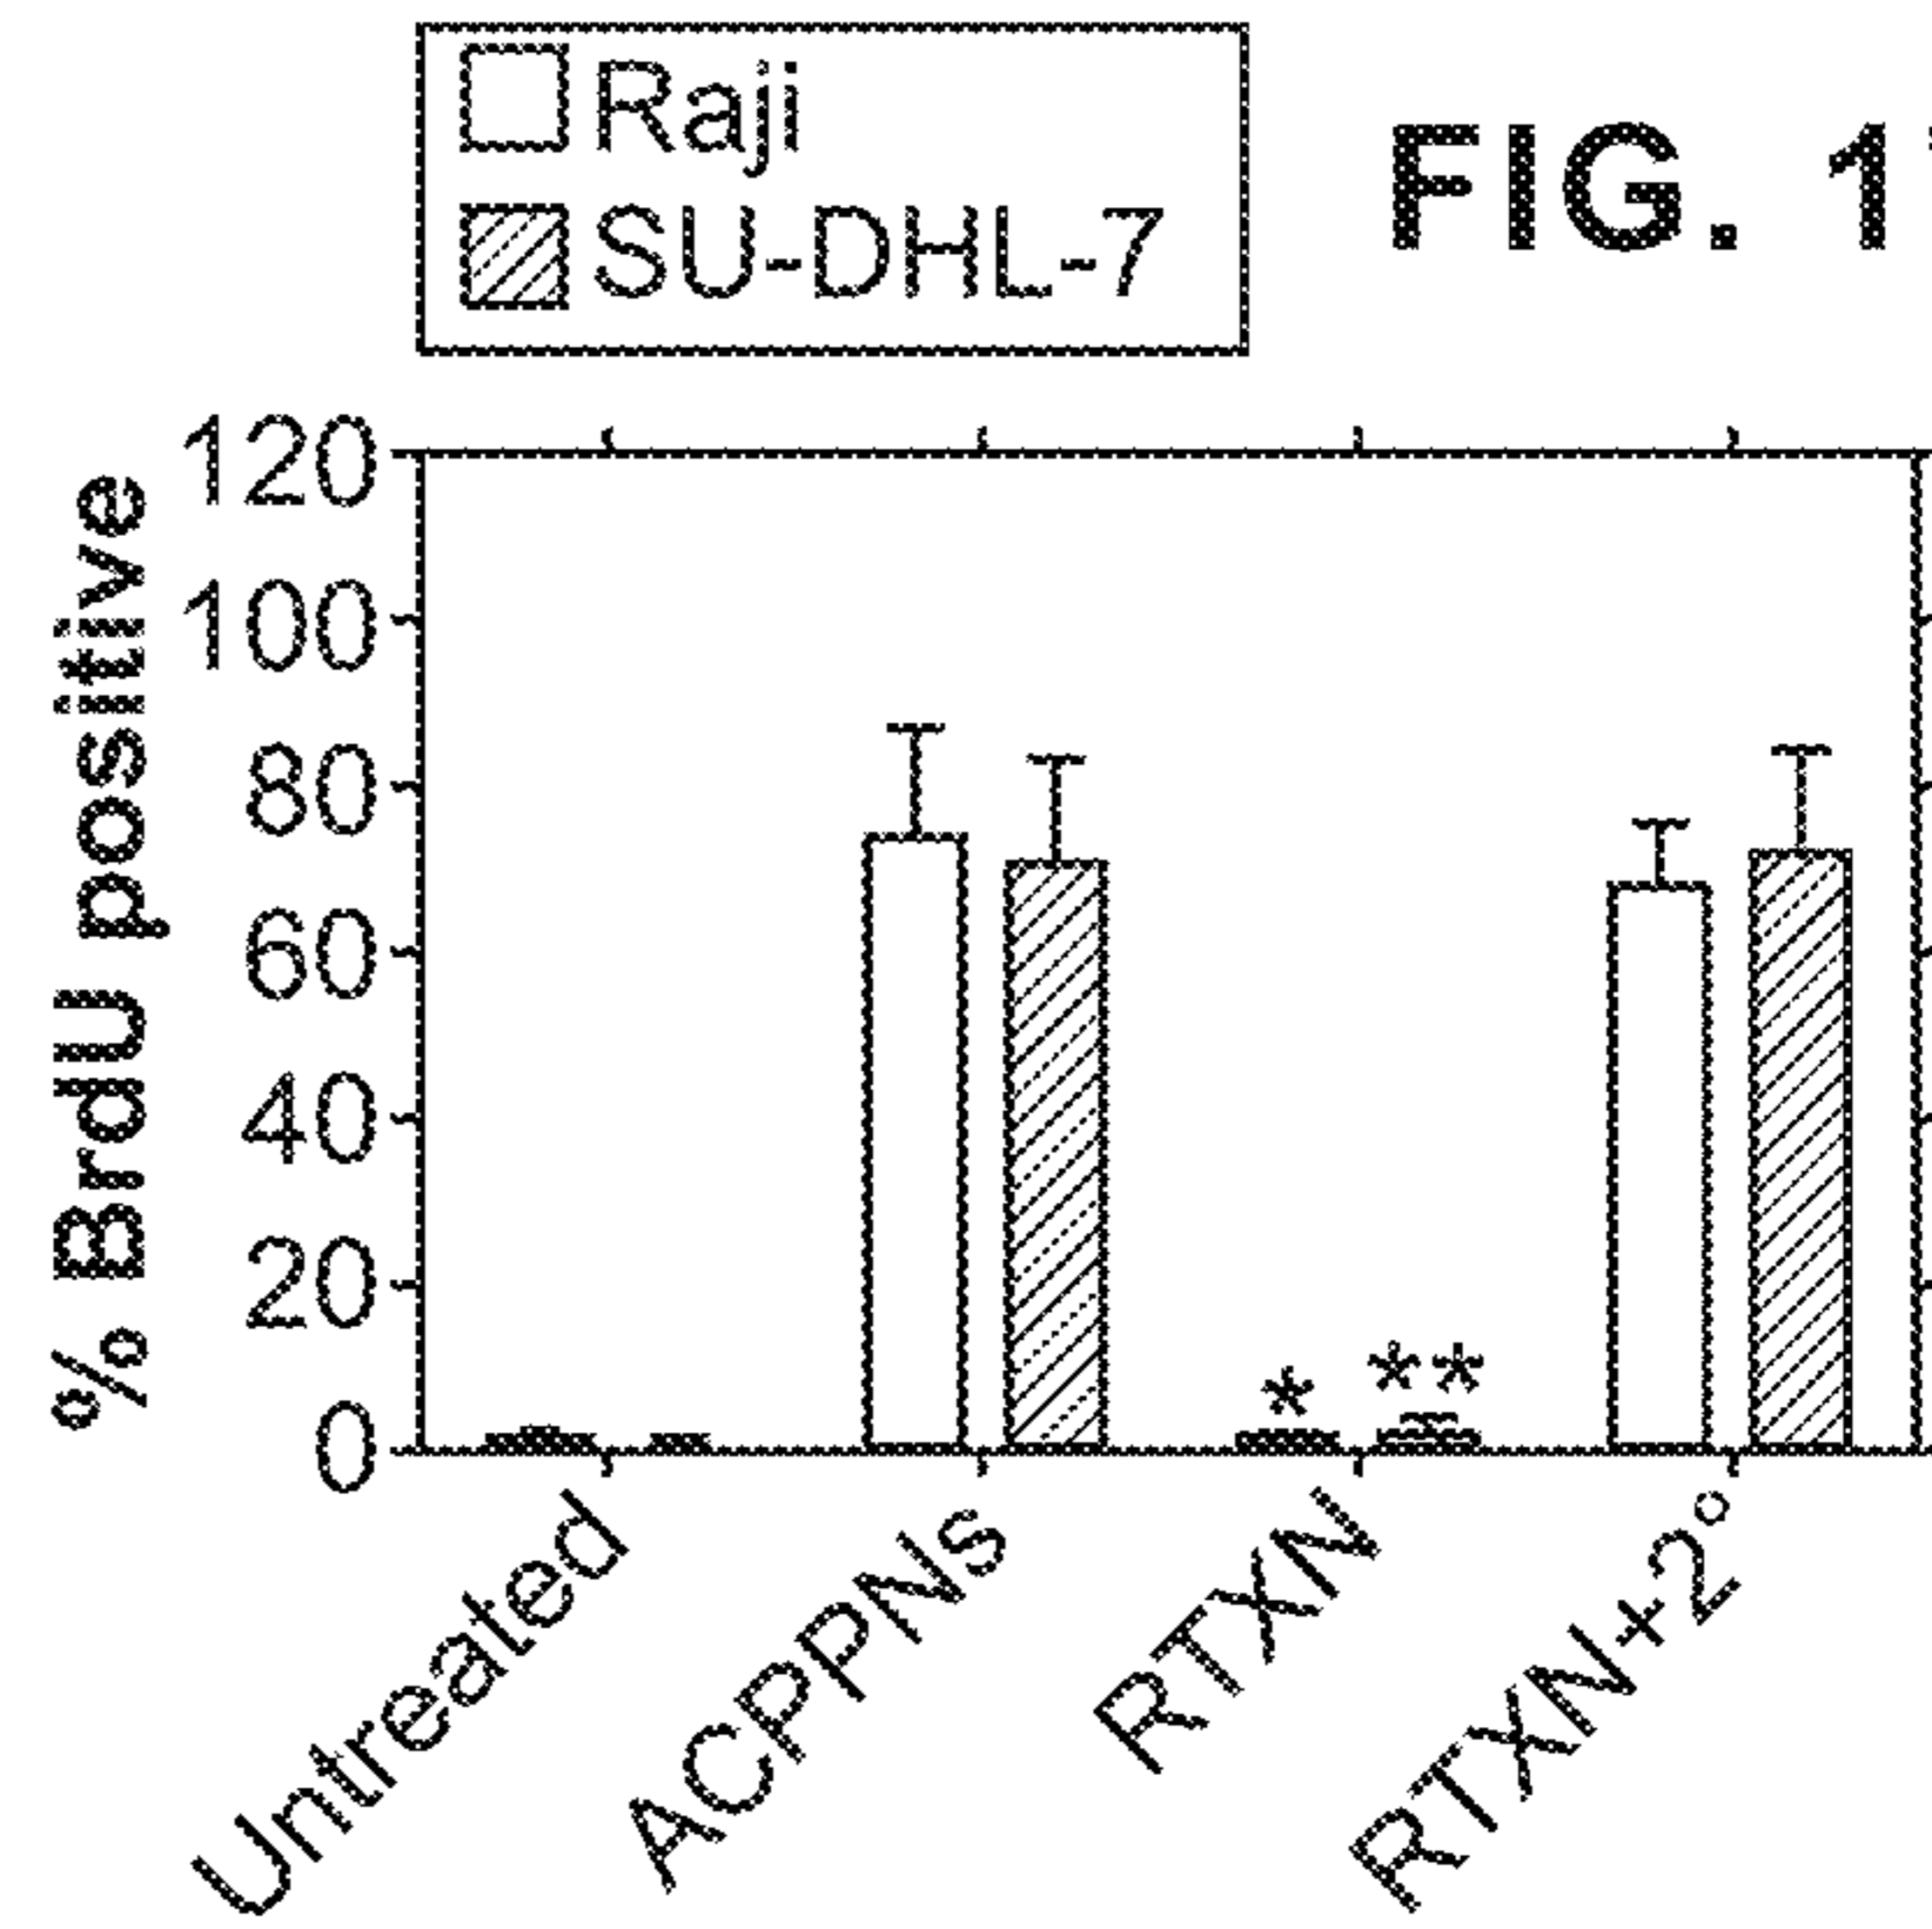 Raji
SU-DHL-7
FIG. 1
% BrdU positive
120
100
80
60
40
20
0
*
**
Untreated
ACPPNs
RTXN
RTXN+2°